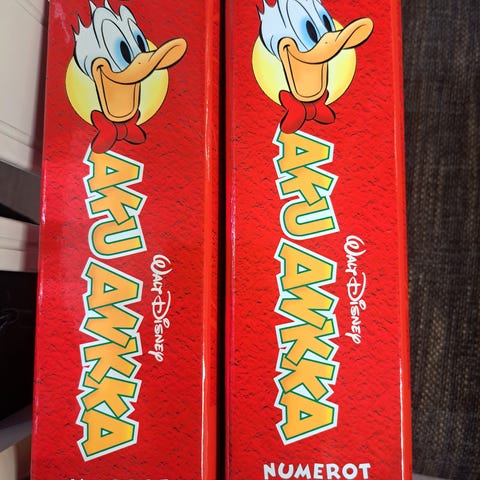 AKU ANKKA
WALT DISNEY
AKU ANKKA
WALT DISNEY
NUMEROT